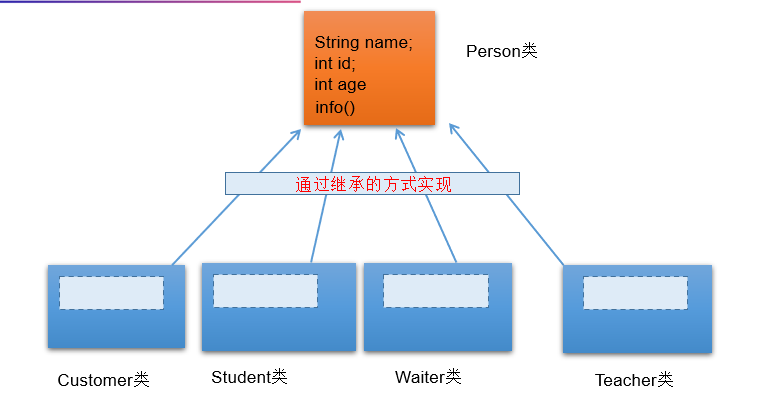 String name;
int id;
int age
info()
Person类
通过继承的方式实现
Customer类
Student类
Waiter类
Teacher类